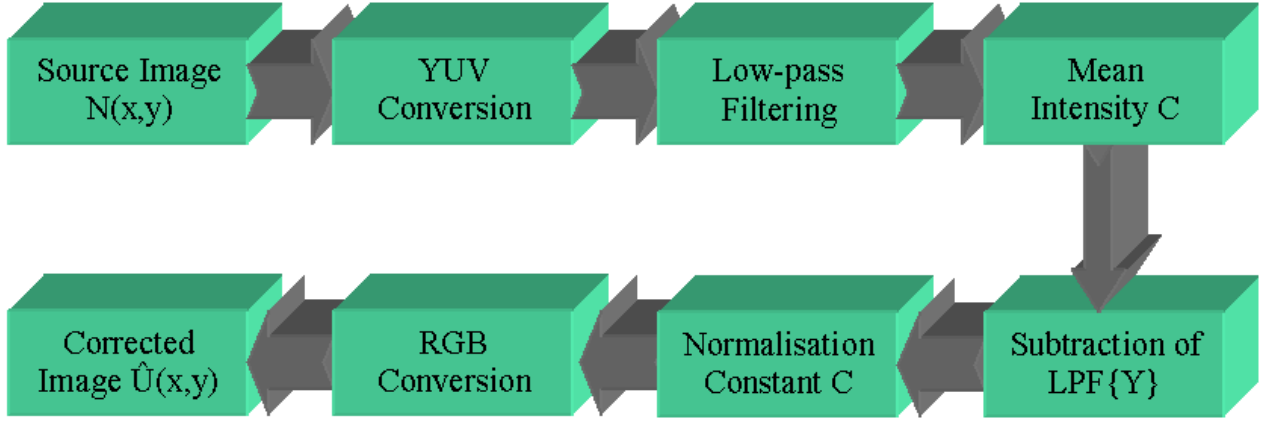 Source Image
N(x,y)
YUV
Conversion
Low-pass
Filtering
Mean
Intensity C
Subtraction of
LPF{Y}
Normalisation
Constant C
RGB
Conversion
Corrected
Image Û(x,y)